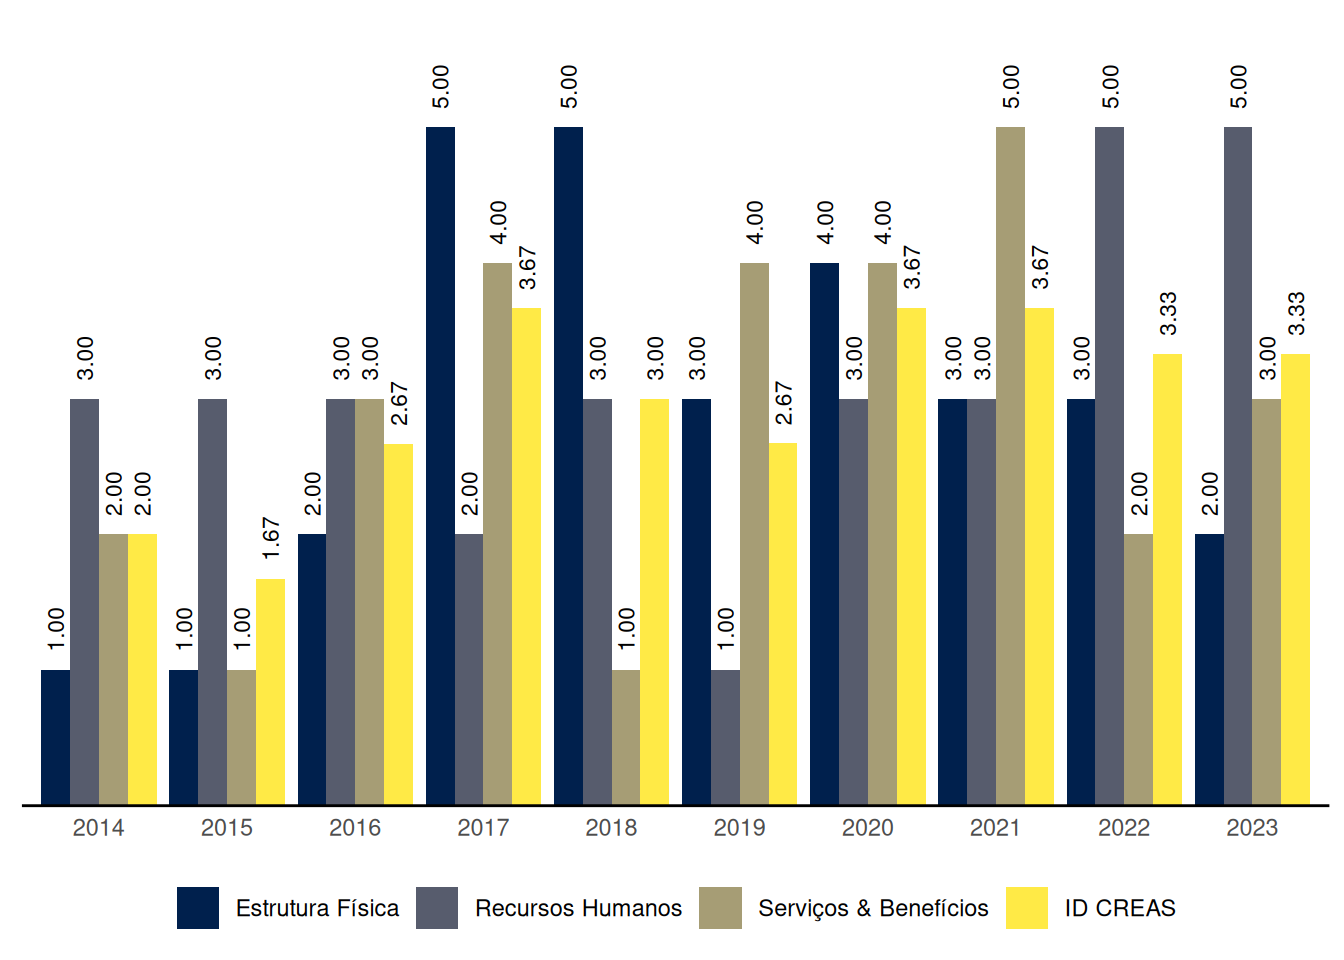 5.00 5.00 5.00 5.00 5.00
4.00 4.00 4.00 4.00
3.67 3.67 3.67
3.33 3.33
3.00 3.00 3.00 3.00 3.00 3.00 3.00 3.00 3.00 3.00 3.00
2.67 2.67
2.00 2.00 2.00 2.00 2.00 2.00
1.67
1.00 1.00 1.00 1.00 1.00
2014 2015 2016 2017 2018 2019 2020 2021 2022 2023
Estrutura Física Recursos Humanos Serviços & Benefícios ID CREAS